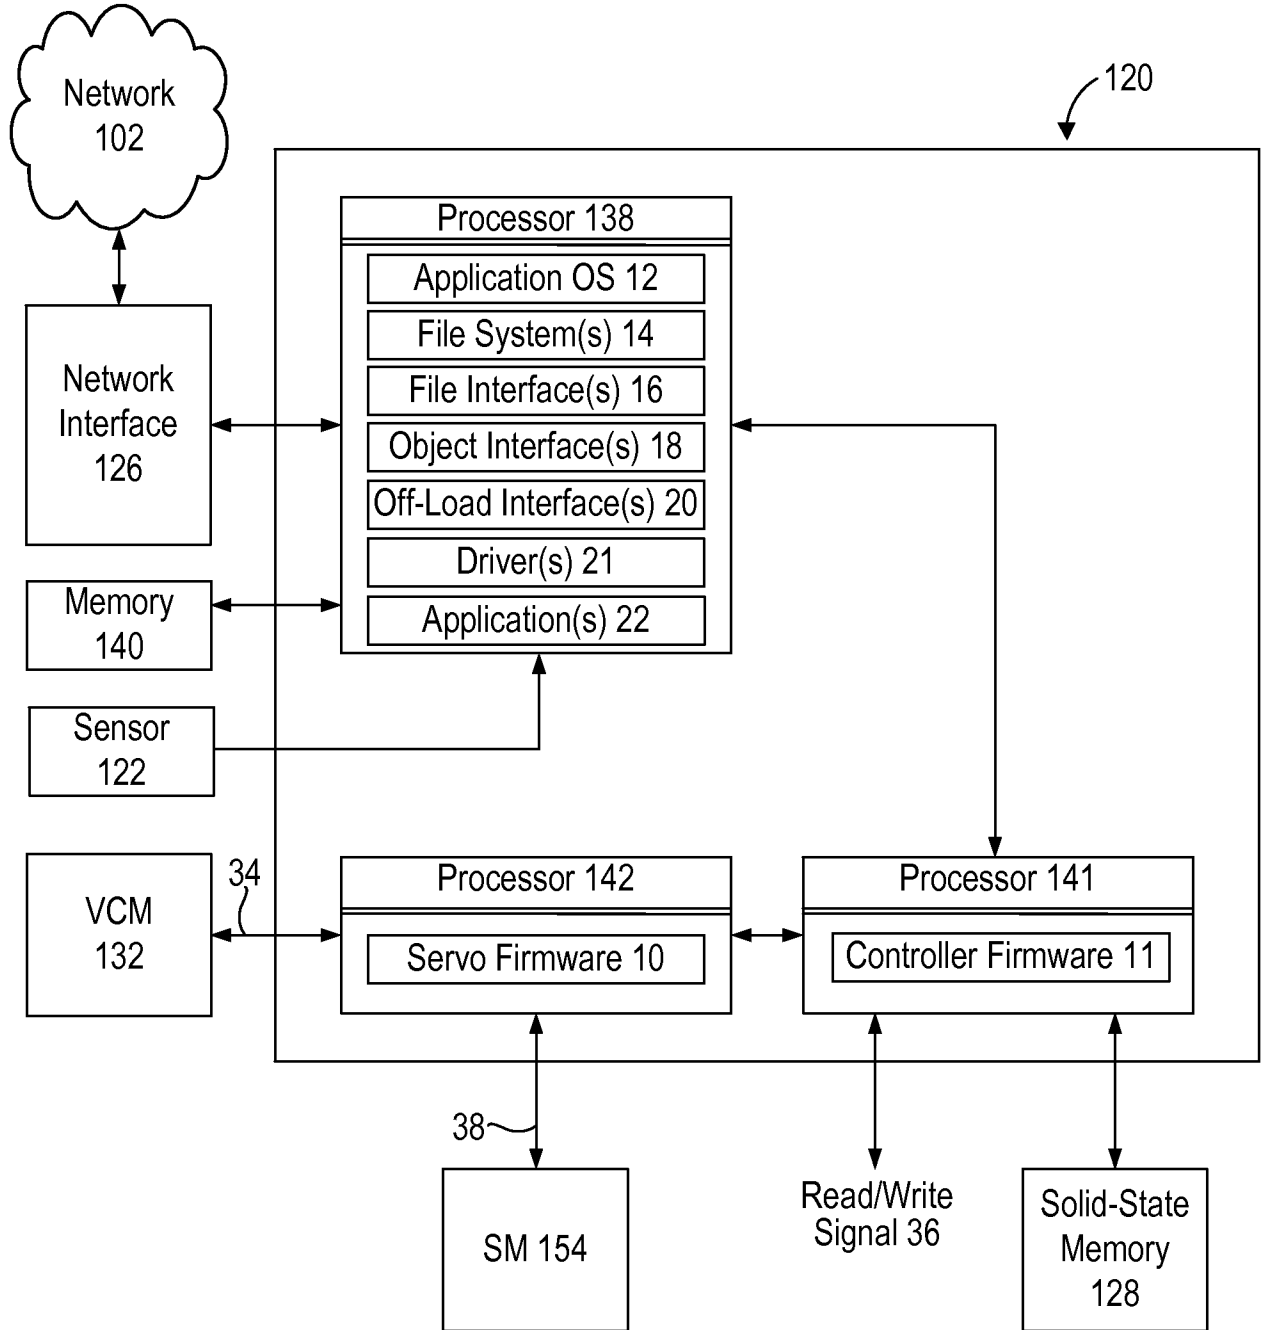 Network
102
120
Processor 138
Application OS 12
File System(s) 14
File Interface(s) 16
Object Interface(s) 18
Off-Load Interface(s) 20
Driver(s) 21
Application(s) 22
Network
Interface
126
Memory
140
Sensor
122
VCM
132
34
Processor 142
Servo Firmware 10
Processor 141
Controller Firmware 11
38
SM 154
Read/Write
Signal 36
Solid-State
Memory
128